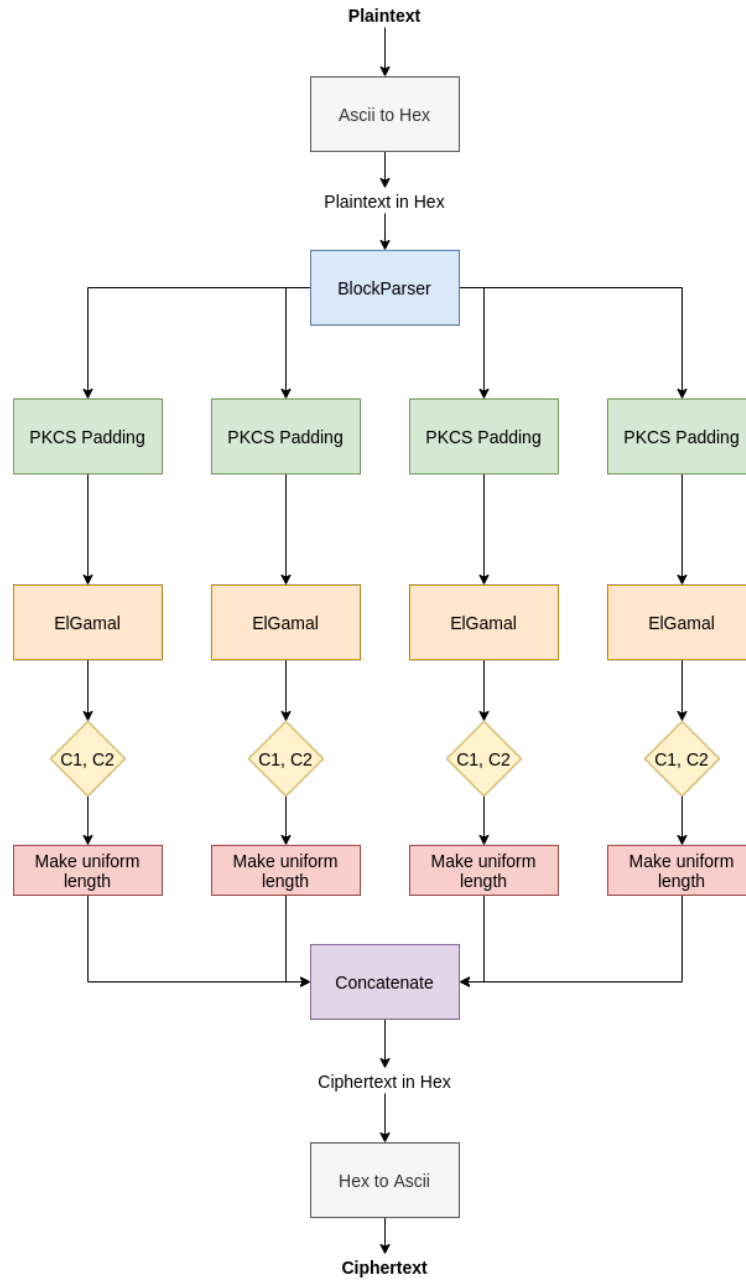 Plaintext
Ascii to Hex
Plaintext in Hex
BlockParser
PKCS Padding
PKCS Padding
PKCS Padding
PKCS Padding
ElGamal
ElGamal
ElGamal
ElGamal
C1, C2
C1, C2
C1, C2
C1, C2
Make uniform
length
Make uniform
length
Make uniform
length
Make uniform
length
Concatenate
Ciphertext in Hex
Hex to Ascii
Ciphertext